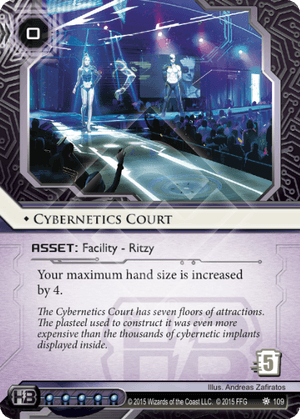 0
♦ Cybernetics Court
ASSET: Facility - Ritzy
Your maximum hand size is increased
by 4.
The Cybernetics Court has seven floors of attractions.
The plasteel used to construct it was even more
expensive than the thousands of cybernetic implants
displayed inside.
5
Illus. Andreas Zafiratos
HB
© 2015 Wizards of the Coast LLC. © 2015 FFG
109